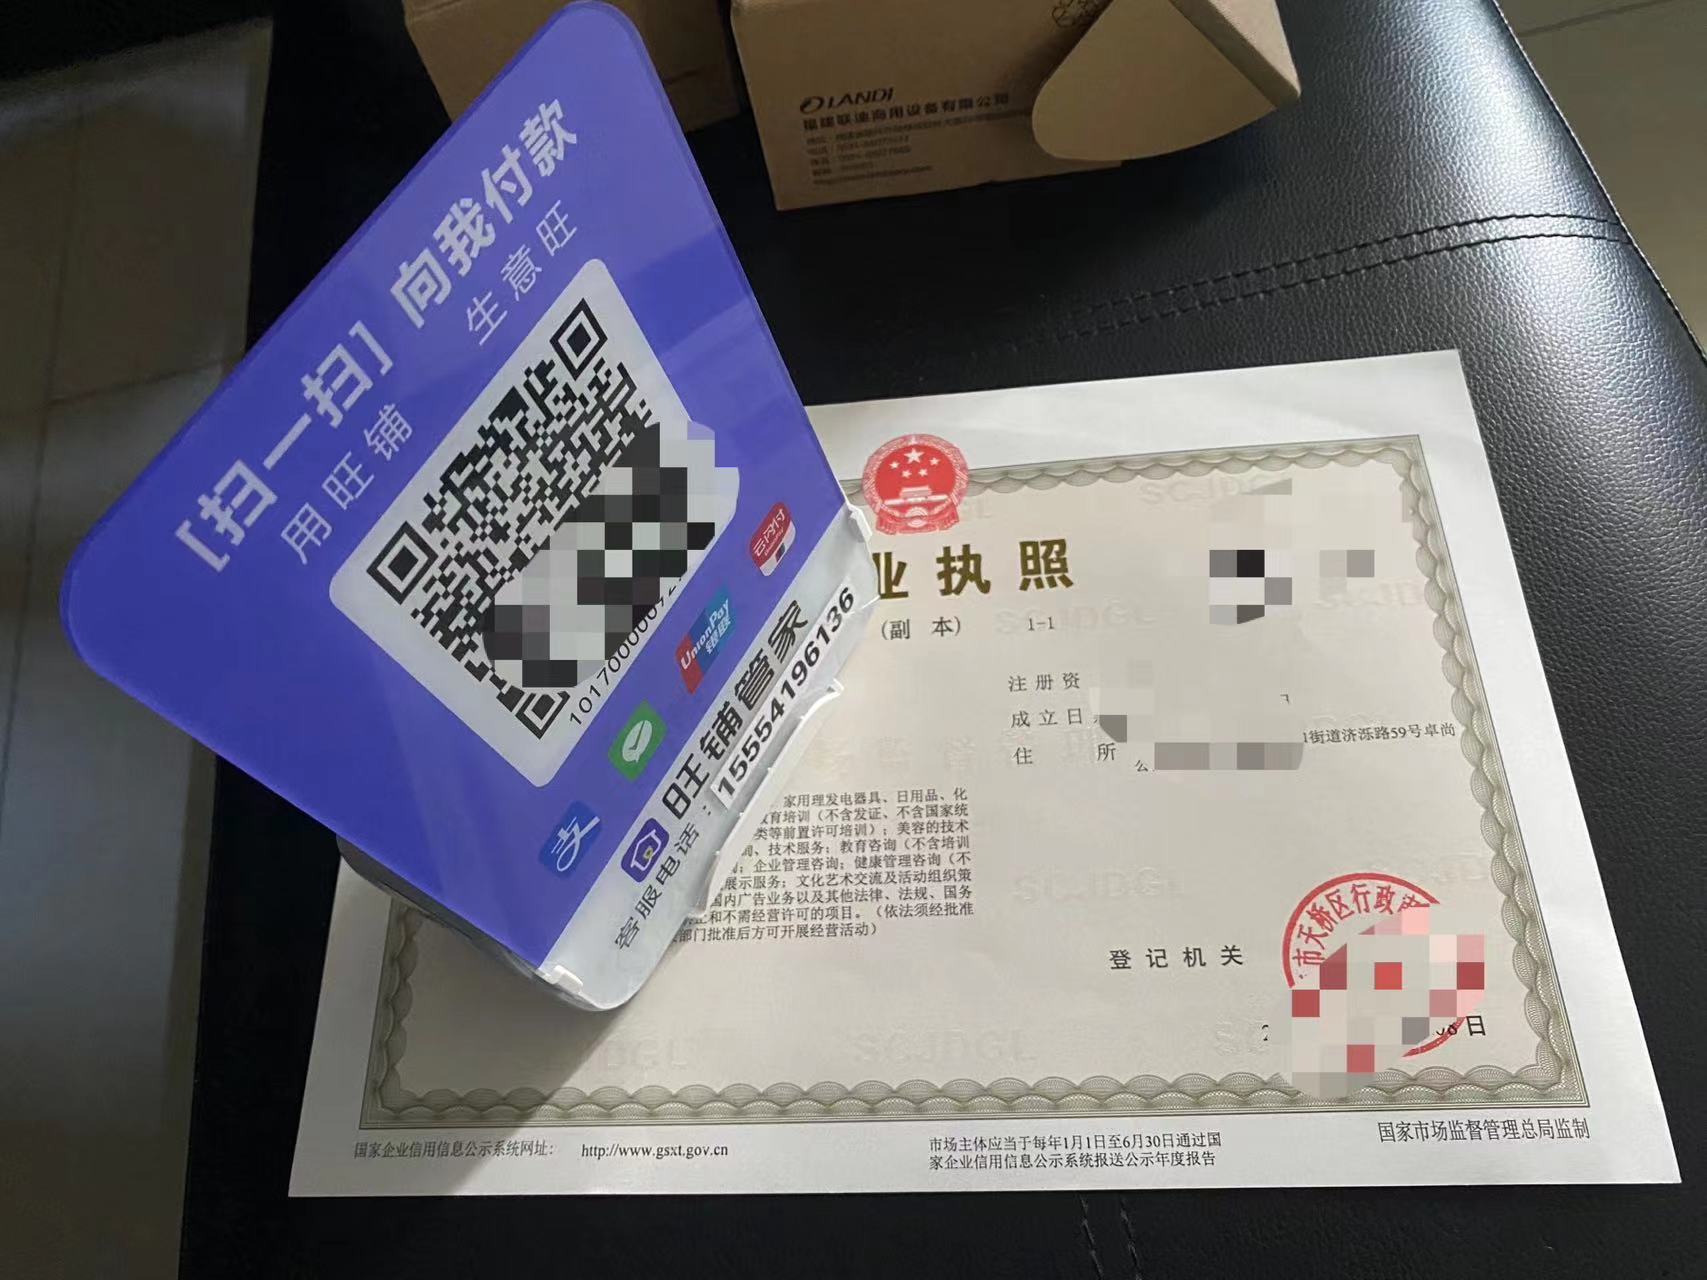 LANDI
[扫一扫] 向我付款
用旺铺 生意旺
云闪付
UnionPay
银联
支
旺铺管家
客服电话: 15554196136
业执照
(副 本) 1-1
注册资
成立日
住 所
街道济泺路59号卓尚
家用理发电器具、日用品、化
教育培训（不含发证、不含国家统
类等前置许可培训）；美容的技术
、技术服务；教育咨询（不含培训
；企业管理咨询；健康管理咨询（不
展示服务；文化艺术交流及活动组织策
国内广告业务以及其他法律、法规、国务
止和不需经营许可的项目。（依法须经批准
部门批准后方可开展经营活动）
登记机关
市天桥区行政
日
国家企业信用信息公示系统网址: http://www.gsxt.gov.cn
市场主体应当于每年1月1日至6月30日通过国
家企业信用信息公示系统报送公示年度报告
国家市场监督管理总局监制